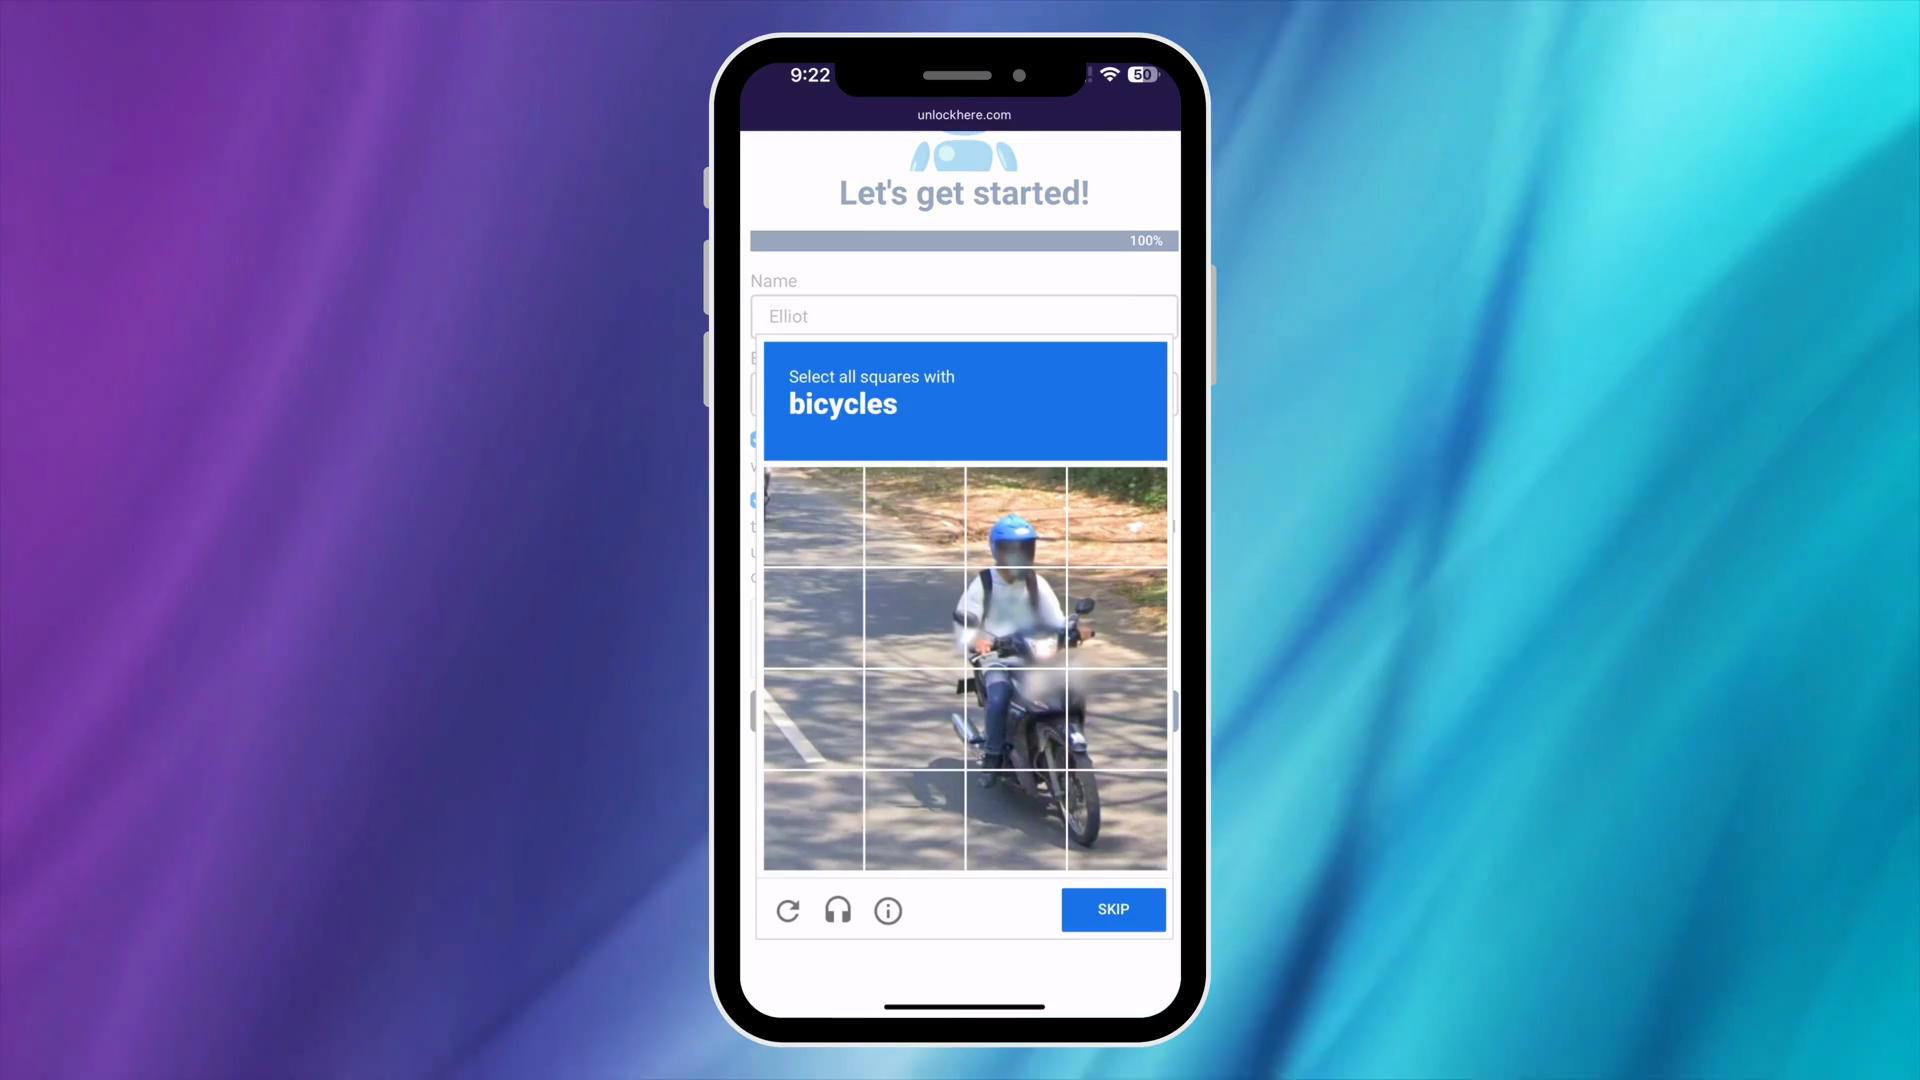 9:22
50
unlockhere.com
Let's get started!
100%
Name
Elliot
Select all squares with
bicycles
SKIP